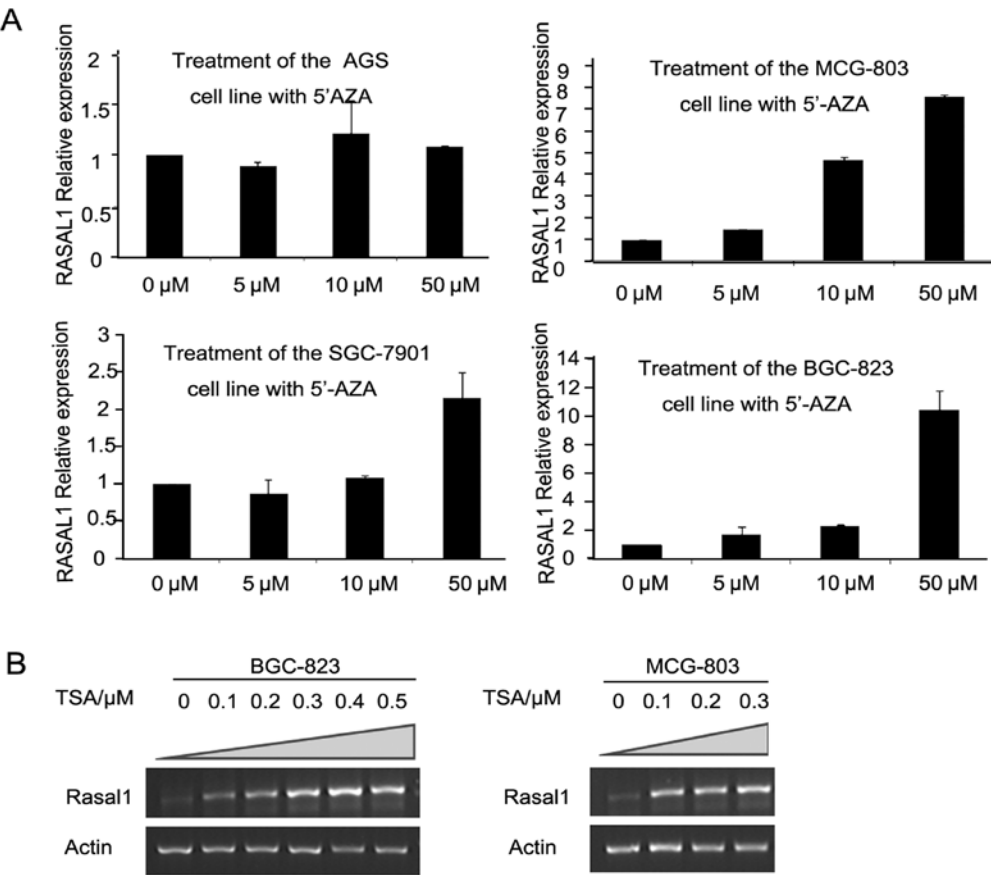 A
RASAL1 Relative expression
2
1.5
1
0.5
0
Treatment of the AGS
cell line with 5'AZA
0 µM 5 µM 10 µM 50 µM
RASAL1 Relative expression
9
8
7
6
5
4
3
2
1
0
Treatment of the MCG-803
cell line with 5'-AZA
0 µM 5 µM 10 µM 50 µM
RASAL1 Relative expression
3
2.5
2
1.5
1
0.5
0
Treatment of the SGC-7901
cell line with 5'-AZA
0 µM 5 µM 10 µM 50 µM
RASAL1 Relative expression
14
12
10
8
6
4
2
0
Treatment of the BGC-823
cell line with 5'-AZA
0 µM 5 µM 10 µM 50 µM
B
BGC-823
TSA/µM 0 0.1 0.2 0.3 0.4 0.5
Rasal1
Actin
MCG-803
TSA/µM 0 0.1 0.2 0.3
Rasal1
Actin